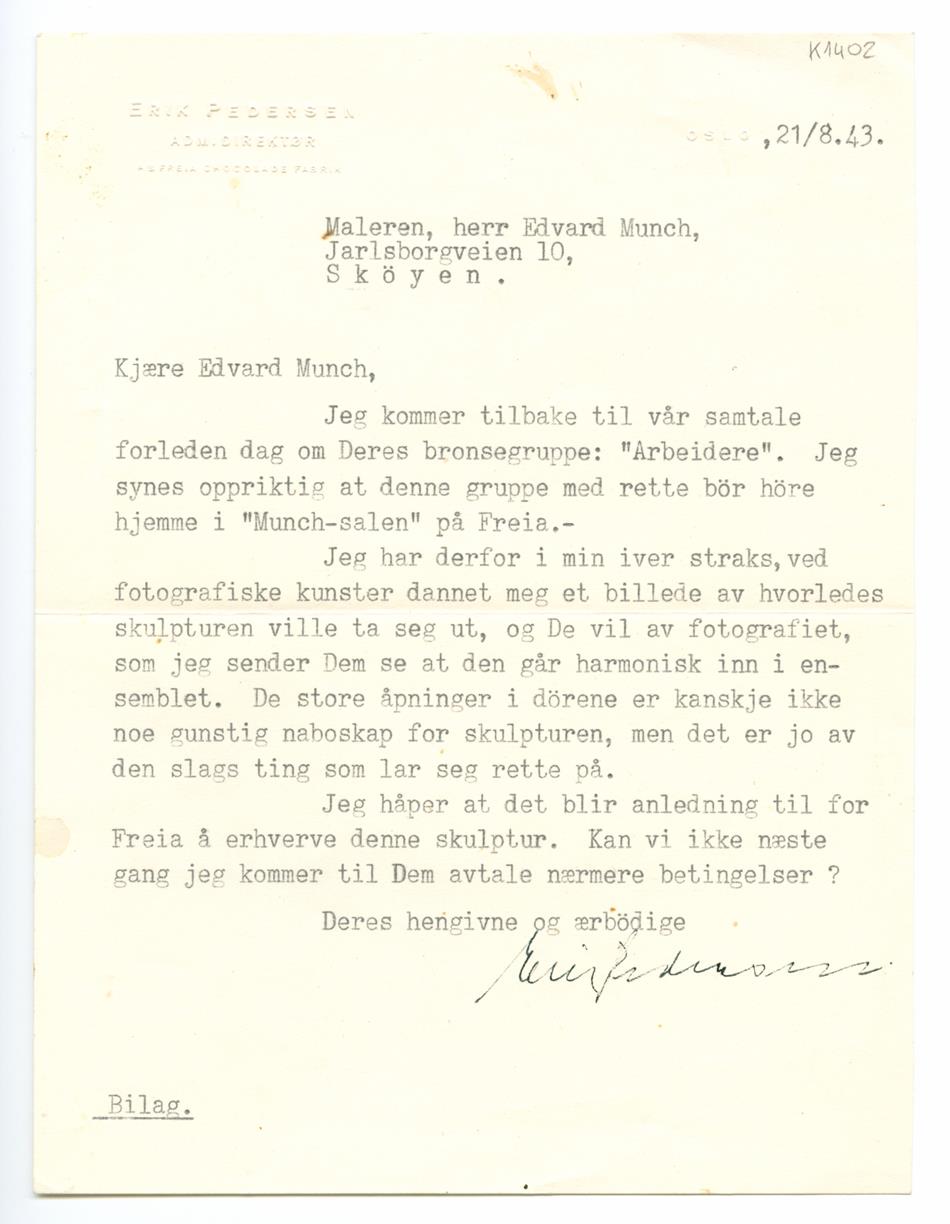 K1402
ERIK PEDERSEN
ADM. DIREKTØR
A/S FREIA CHOCOLADE FABRIK
OSLO ,21/8.43.
Maleren, herr Edvard Munch,
Jarlsborgveien 10,
S k ö y e n .
Kjære Edvard Munch,
Jeg kommer tilbake til vår samtale
forleden dag om Deres bronsegruppe: "Arbeidere". Jeg
synes oppriktig at denne gruppe med rette bör höre
hjemme i "Munch-salen" på Freia.-
Jeg har derfor i min iver straks,ved
fotografiske kunster dannet meg et billede av hvorledes
skulpturen ville ta seg ut, og De vil av fotografiet,
som jeg sender Dem se at den går harmonisk inn i en-
semblet. De store åpninger i dörene er kanskje ikke
noe gunstig naboskap for skulpturen, men det er jo av
den slags ting som lar seg rette på.
Jeg håper at det blir anledning til for
Freia å erhverve denne skulptur. Kan vi ikke næste
gang jeg kommer til Dem avtale nærmere betingelser ?
Deres hengivne og ærbödige
Erik Pedersen
Bilag.